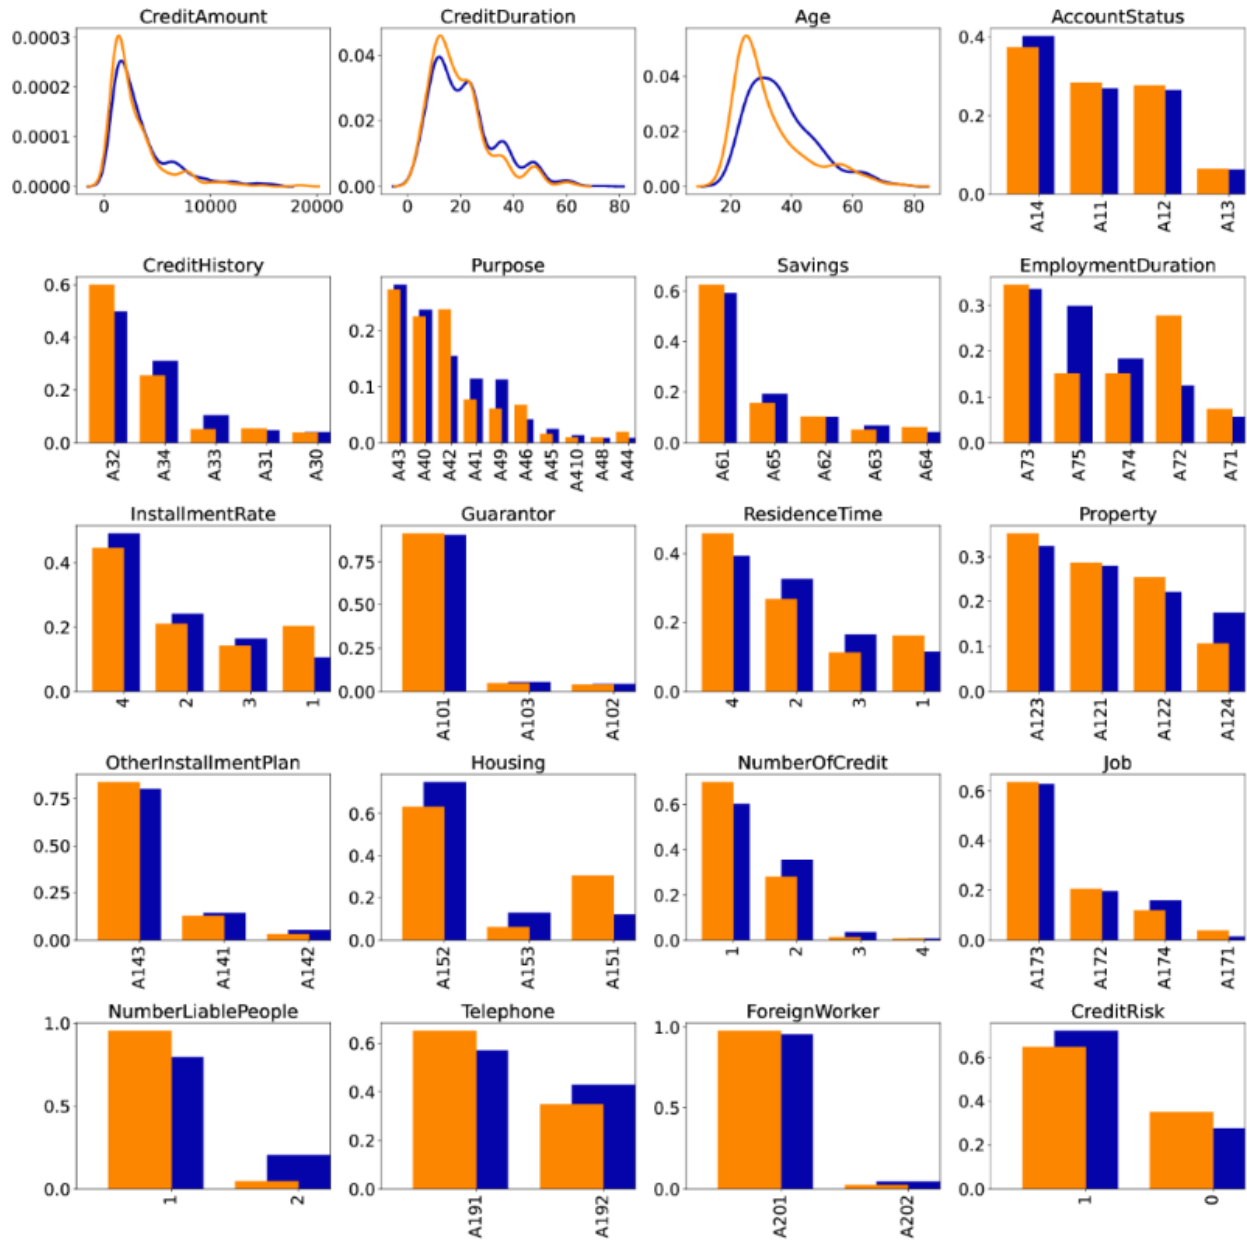 CreditAmount
0.0003
0.0002
0.0001
0.0000
0 10000 20000
CreditDuration
0.04
0.02
0.00
0 20 40 60 80
Age
0.04
0.02
0.00
20 40 60 80
AccountStatus
0.4
0.2
0.0
A14 A11 A12 A13
CreditHistory
0.6
0.4
0.2
0.0
A32 A34 A33 A31 A30
Purpose
0.2
0.1
0.0
A43 A40 A42 A41 A49 A46 A45 A410 A48 A44
Savings
0.6
0.4
0.2
0.0
A61 A65 A62 A63 A64
EmploymentDuration
0.3
0.2
0.1
0.0
A73 A75 A74 A72 A71
InstallmentRate
0.4
0.2
0.0
4 2 3 1
Guarantor
0.75
0.50
0.25
0.00
A101 A103 A102
ResidenceTime
0.4
0.2
0.0
4 2 3 1
Property
0.3
0.2
0.1
0.0
A123 A121 A122 A124
OtherInstallmentPlan
0.75
0.50
0.25
0.00
A143 A141 A142
Housing
0.6
0.4
0.2
0.0
A152 A153 A151
NumberOfCredit
0.6
0.4
0.2
0.0
1 2 3 4
Job
0.6
0.4
0.2
0.0
A173 A172 A174 A171
NumberLiablePeople
1.0
0.5
0.0
1 2
Telephone
0.6
0.4
0.2
0.0
A191 A192
ForeignWorker
1.0
0.5
0.0
A201 A202
CreditRisk
0.6
0.4
0.2
0.0
1 0